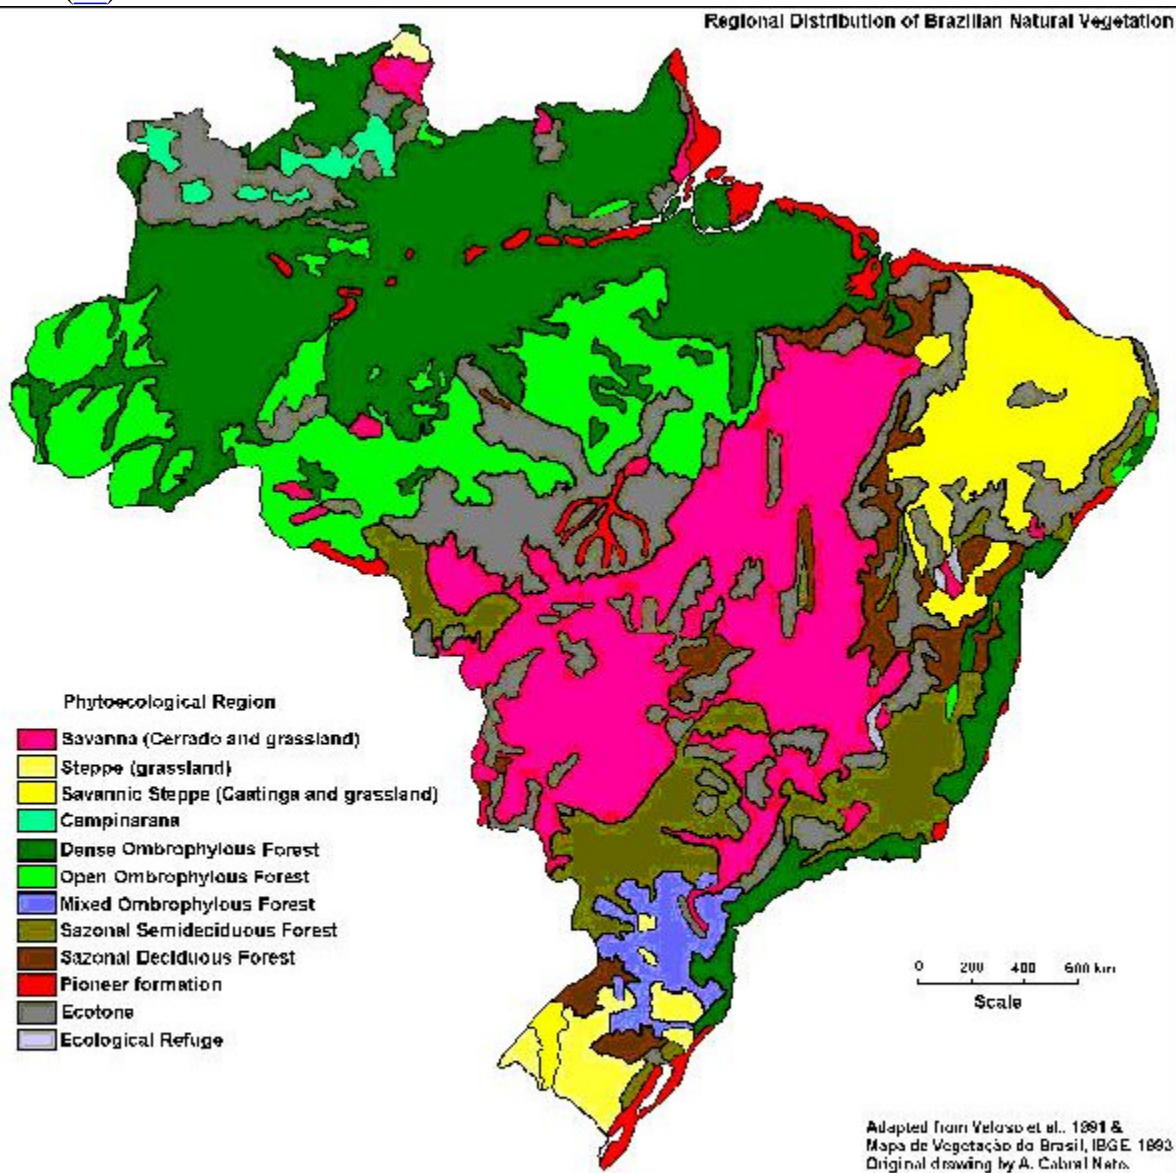 Regional Distribution of Brazilian Natural Vegetation
Phytoecological Region
Savanna (Cerrado and grassland)
Steppe (grassland)
Savannic Steppe (Caatinga and grassland)
Campinarana
Dense Ombrophylous Forest
Open Ombrophylous Forest
Mixed Ombrophylous Forest
Sazonal Semideciduous Forest
Sazonal Deciduous Forest
Pioneer formation
Ecotone
Ecological Refuge
0 200 400 600 km
Scale
Adapted from Veloso et al., 1991 &
Mapa de Vegetação do Brasil, IBGE, 1993
Original drawing by A. Cabral Neto.